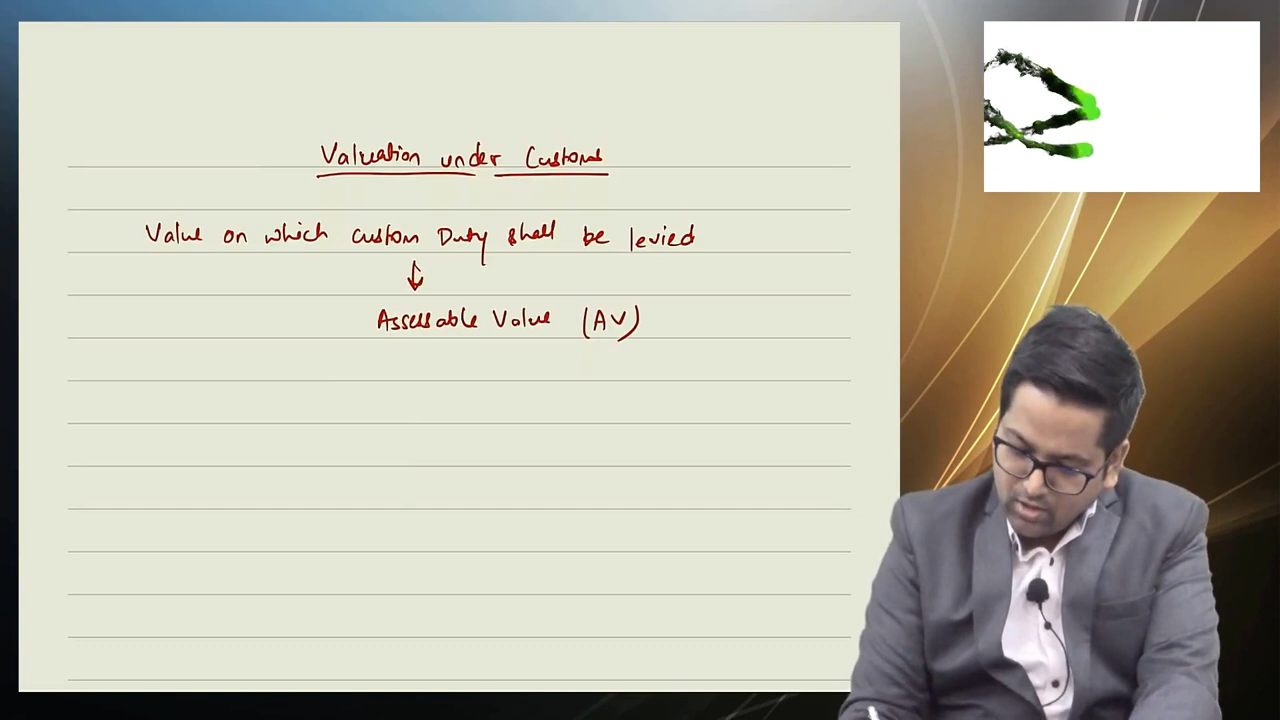 Valuation under Customs
Value on which custom Duty shall be levied
Assessable Value (AV)